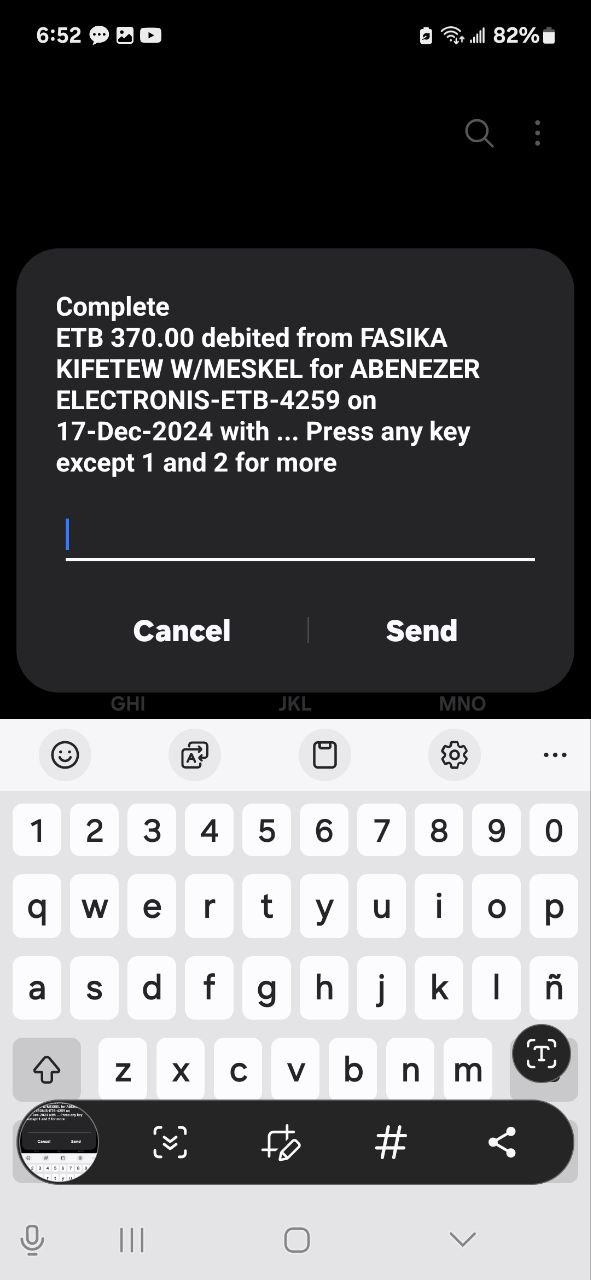 6:52
82%
Complete
ETB 370.00 debited from FASIKA
KIFETEW W/MESKEL for ABENEZER
ELECTRONIS-ETB-4259 on
17-Dec-2024 with ... Press any key
except 1 and 2 for more
Cancel
Send
GHI JKL MNO
1 2 3 4 5 6 7 8 9 0
q w e r t y u i o p
a s d f g h j k l ñ
z x c v b n m